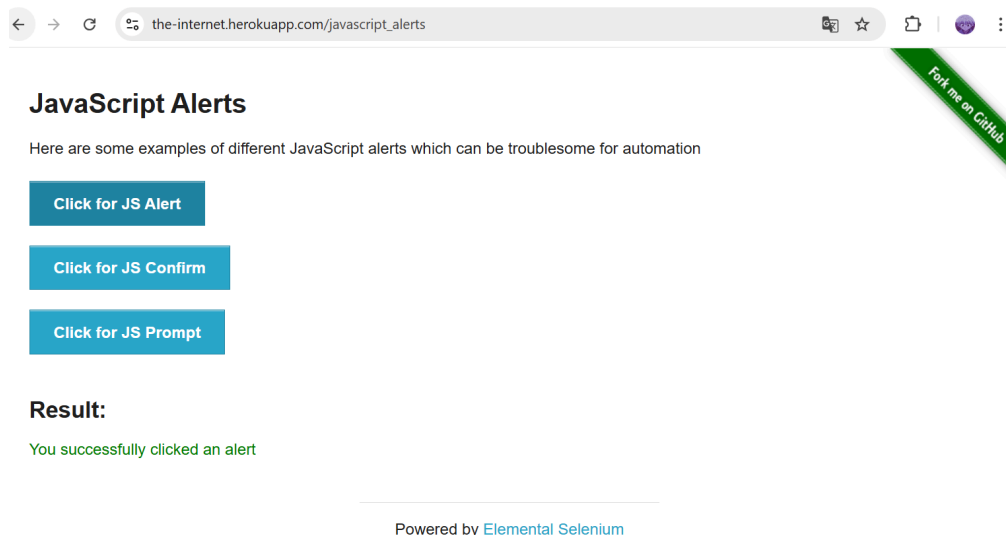 the-internet.herokuapp.com/javascript_alerts
Fork me on GitHub
JavaScript Alerts
Here are some examples of different JavaScript alerts which can be troublesome for automation
Click for JS Alert
Click for JS Confirm
Click for JS Prompt
Result:
You successfully clicked an alert
Powered by Elemental Selenium